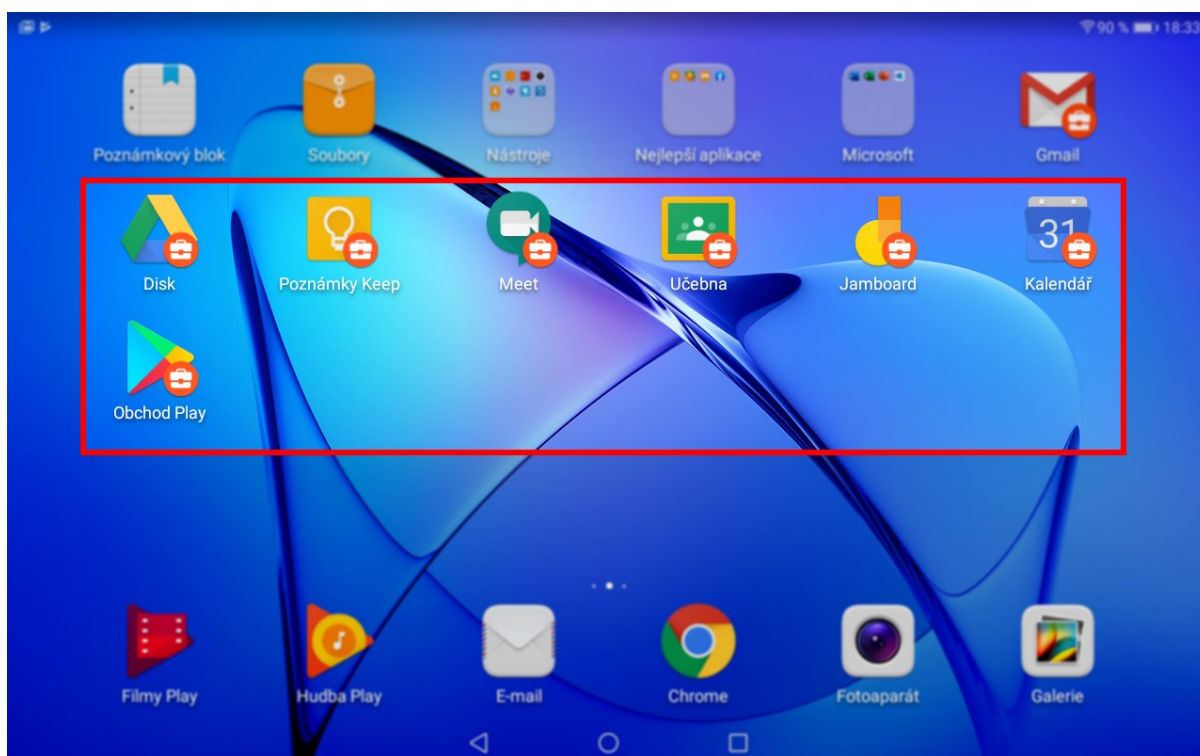 90 % 18:33
Poznámkový blok Soubory Nástroje Nejlepší aplikace Microsoft Gmail
31
Disk Poznámky Keep Meet Učebna Jamboard Kalendář
Obchod Play
Filmy Play Hudba Play E-mail Chrome Fotoaparát Galerie